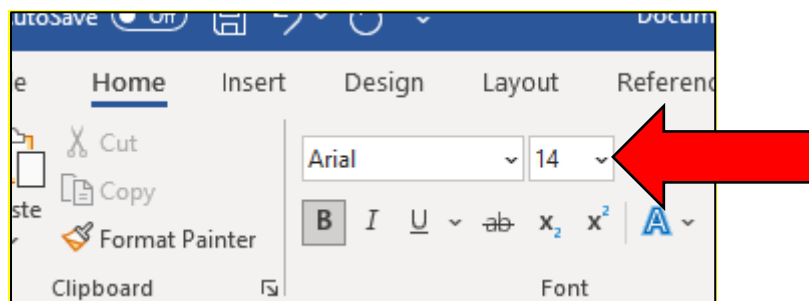 utoSave Off Docum
e Home Insert Design Layout Referenc
Cut
Arial 14
Copy
ste
B I U ab x₂ x² A
Format Painter
Clipboard Font